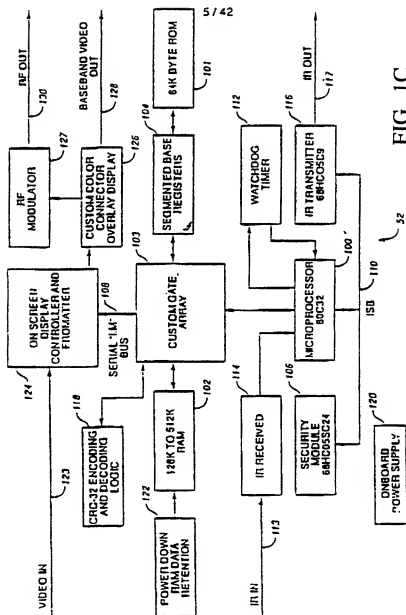 5/42
VIDEO IN
123
124
ON SCREEN
DISPLAY
CONTROLLER AND
FROMATTER
127
RF
MODULATOR
RF OUT
130
CUSTOM COLOR
CONNECTOR
OVERLAY DISPLAY
126
BASEBAND VIDEO
OUT
128
118
CRC-32 ENCODING
AND DECODING
LOGIC
SERIAL "I.M"
BUS
108
122
POWER DOWN
RAM DATA
RETENTION
128K TO 512K
RAM
102
CUSTOM GATE
ARRAY
103
SEGMENTED BASE
REGISTERS
104
64K BYTE ROM
101
IR IN
113
IR RECEIVED
114
WATCHDOG
TIMER
112
SECURITY MODULE
68HC05SC24
106
MICROPROCESSOR
80C32
100'
IR TRANSMITTER
68HC05C9
116
IR OUT
117
ISB
110
ONBOARD
POWER SUPPLY
120
52
FIG. 1C